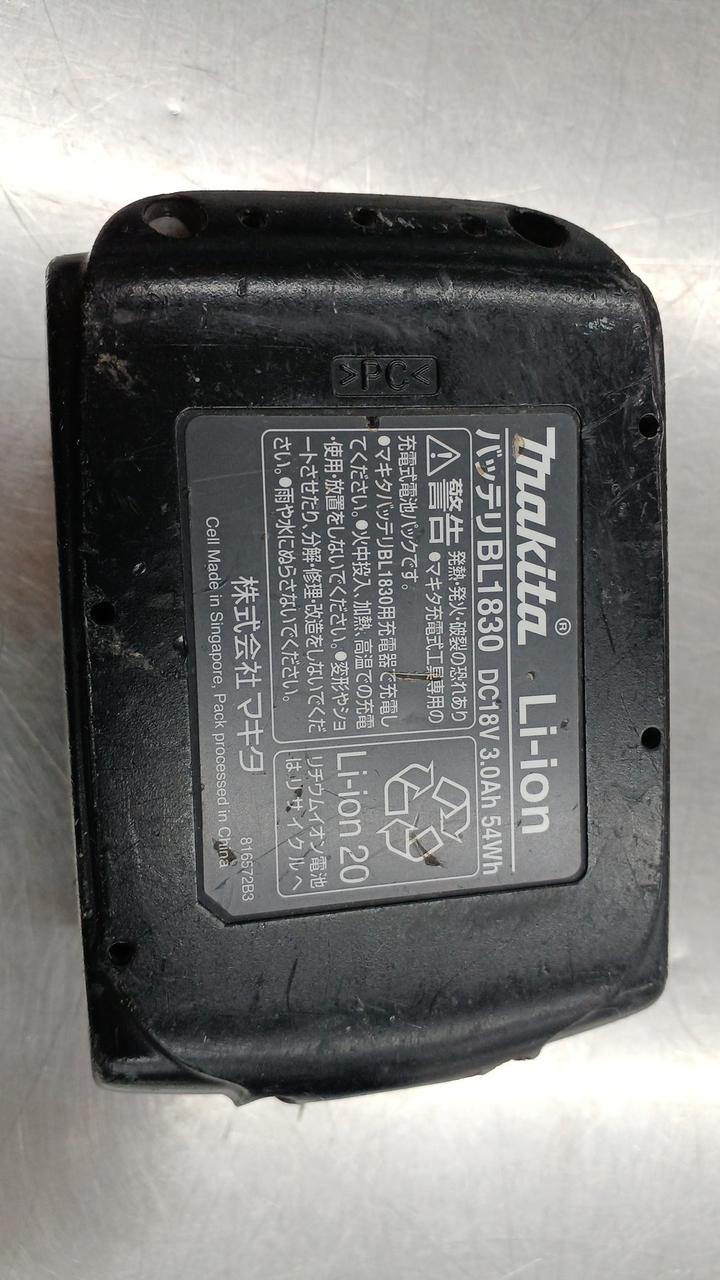 >PC<
makita® Li-ion
バッテリBL1830 DC18V 3.0Ah 54Wh
警告 発熱・発火・破裂の恐れあり
●マキタ充電式工具専用の
充電式電池パックです。
●マキタバッテリBL1830用充電器で充電し
てください。●火中投入、加熱、高温での充電
・使用・放置をしないでください。●変形やショ
ートさせたり、分解・修理・改造をしないでくだ
さい。●雨や水にぬらさないでください。
Li-ion 20
リチウムイオン電池
はリサイクルへ
株式会社 マキタ
816572B3
Cell Made in Singapore, Pack processed in China